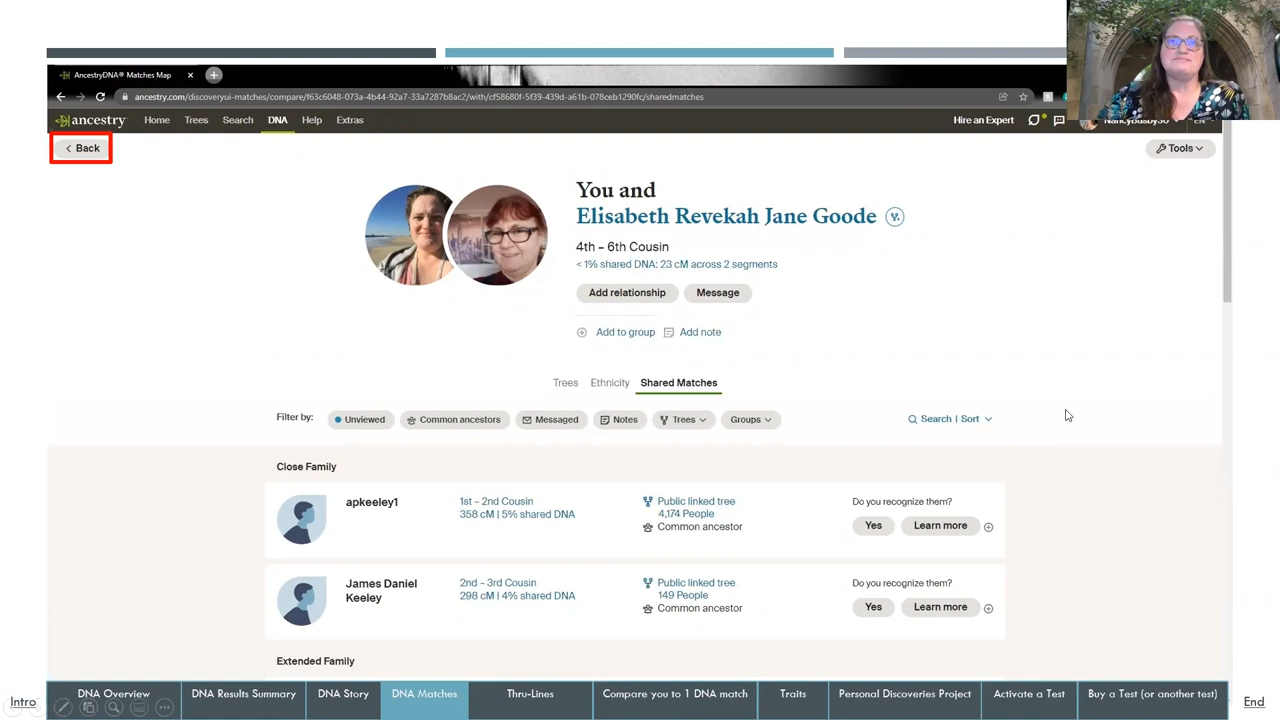 AncestryDNA® Matches Map
ancestry.com/discoveryui-matches/compare/f63c6048-073a-4b44-92a7-33a7287b8ac2/with/cf58680f-5f39-439d-a61b-078ceb1290fc/sharedmatches
ancestry Home Trees Search DNA Help Extras Hire an Expert NancyBusby30 EN
Back Tools
You and
Elisabeth Revekah Jane Goode
4th – 6th Cousin
< 1% shared DNA: 23 cM across 2 segments
Add relationship Message
Add to group Add note
Trees Ethnicity Shared Matches
Filter by: Unviewed Common ancestors Messaged Notes Trees Groups Search | Sort
Close Family
apkeeley1 1st – 2nd Cousin Public linked tree Do you recognize them?
358 cM | 5% shared DNA 4,174 People
Common ancestor Yes Learn more
James Daniel 2nd – 3rd Cousin Public linked tree Do you recognize them?
Keeley 298 cM | 4% shared DNA 149 People
Common ancestor Yes Learn more
Extended Family
Intro DNA Overview DNA Results Summary DNA Story DNA Matches Thru-Lines Compare you to 1 DNA match Traits Personal Discoveries Project Activate a Test Buy a Test (or another test) End